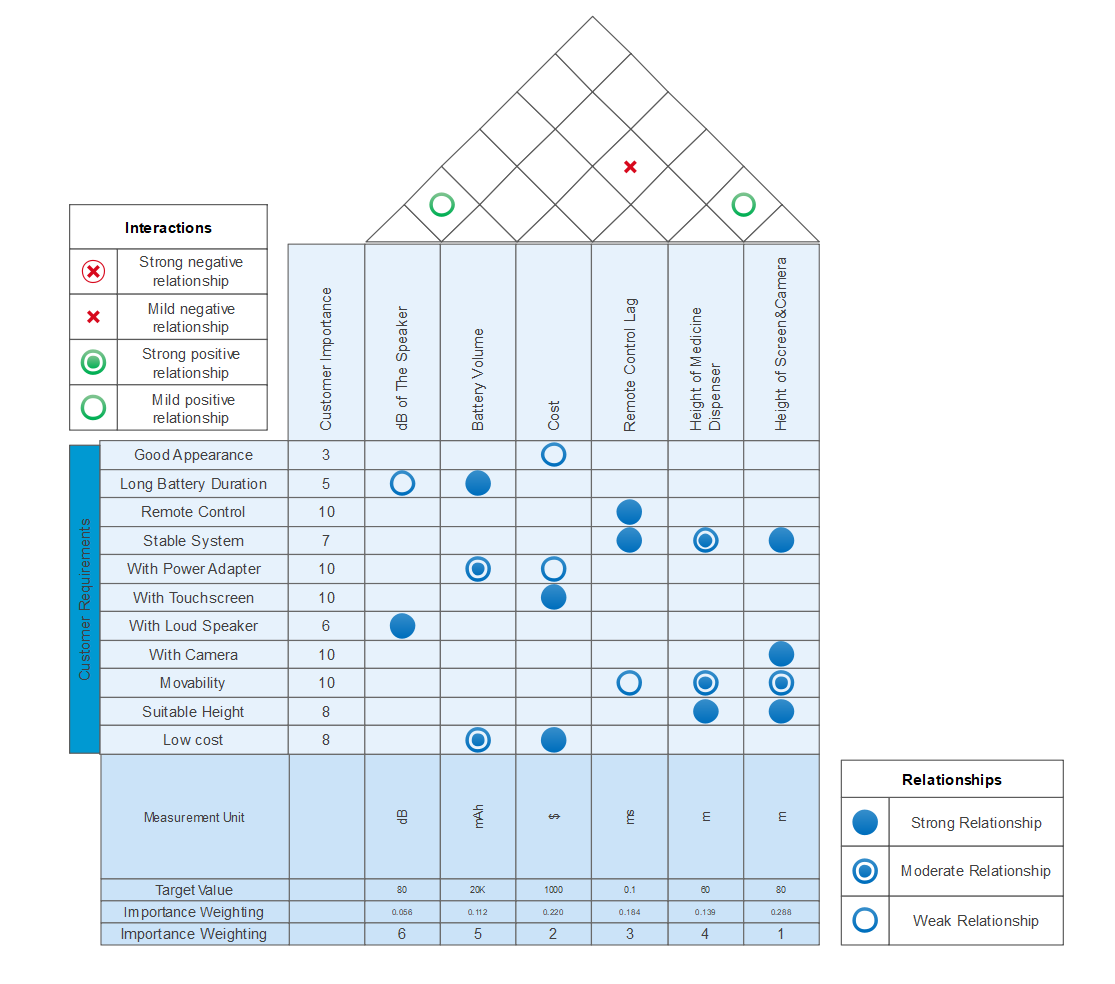 Interactions
Strong negative
relationship
Mild negative
relationship
Strong positive
relationship
Mild positive
relationship
Customer Importance
dB of The Speaker
Battery Volume
Cost
Remote Control Lag
Height of Medicine
Dispenser
Height of Screen&Camera
Customer Requirements
Good Appearance 3
Long Battery Duration 5
Remote Control 10
Stable System 7
With Power Adapter 10
With Touchscreen 10
With Loud Speaker 6
With Camera 10
Movability 10
Suitable Height 8
Low cost 8
Measurement Unit dB mAh $ ms m m
Target Value 80 20K 1000 0.1 60 80
Importance Weighting 0.056 0.112 0.220 0.184 0.139 0.288
Importance Weighting 6 5 2 3 4 1
Relationships
Strong Relationship
Moderate Relationship
Weak Relationship